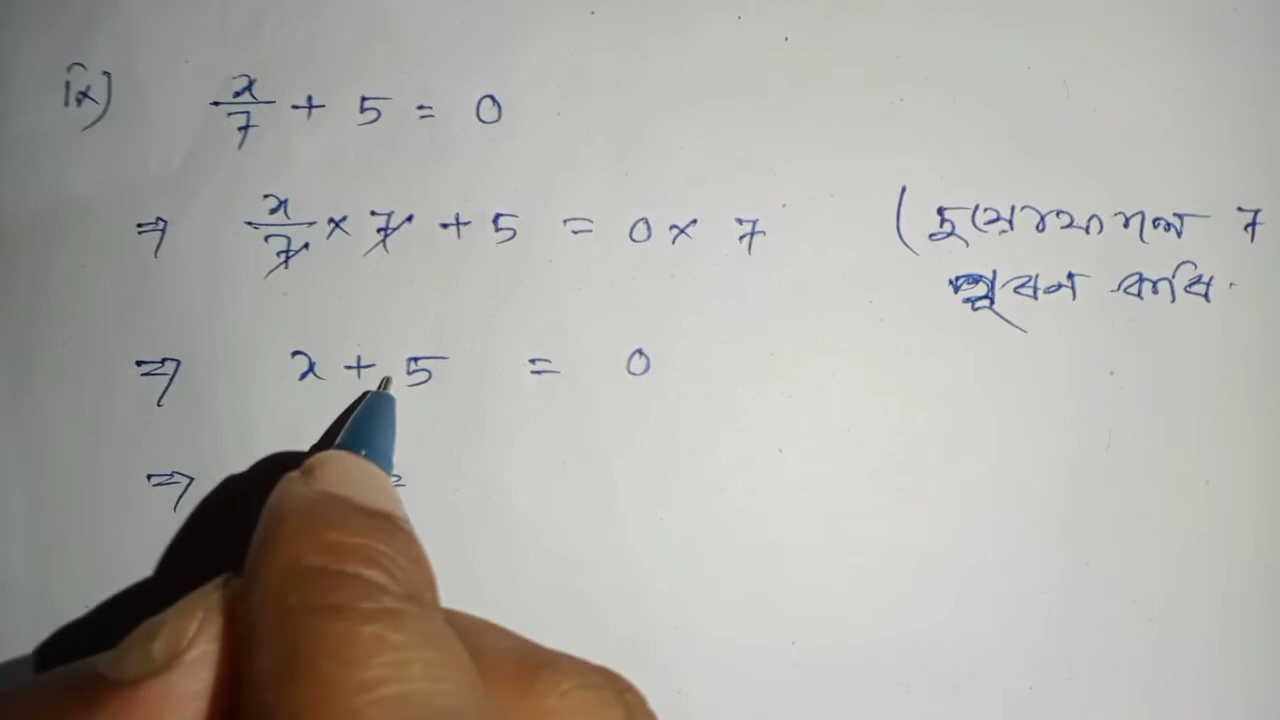 ix) x/7 + 5 = 0
⇒ x/7 × 7 + 5 = 0 × 7 (দুয়োফালে 7
পূৰণ কৰি.
⇒ x + 5 = 0
⇒ =